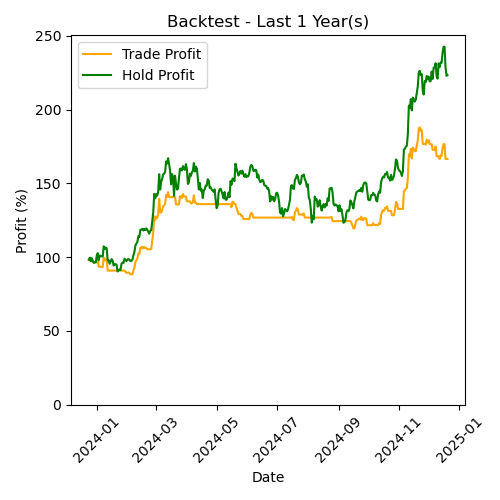 Backtest - Last 1 Year(s)
Trade Profit
Hold Profit
Profit (%)
250
200
150
100
50
0
2024-01
2024-03
2024-05
2024-07
2024-09
2024-11
2025-01
Date